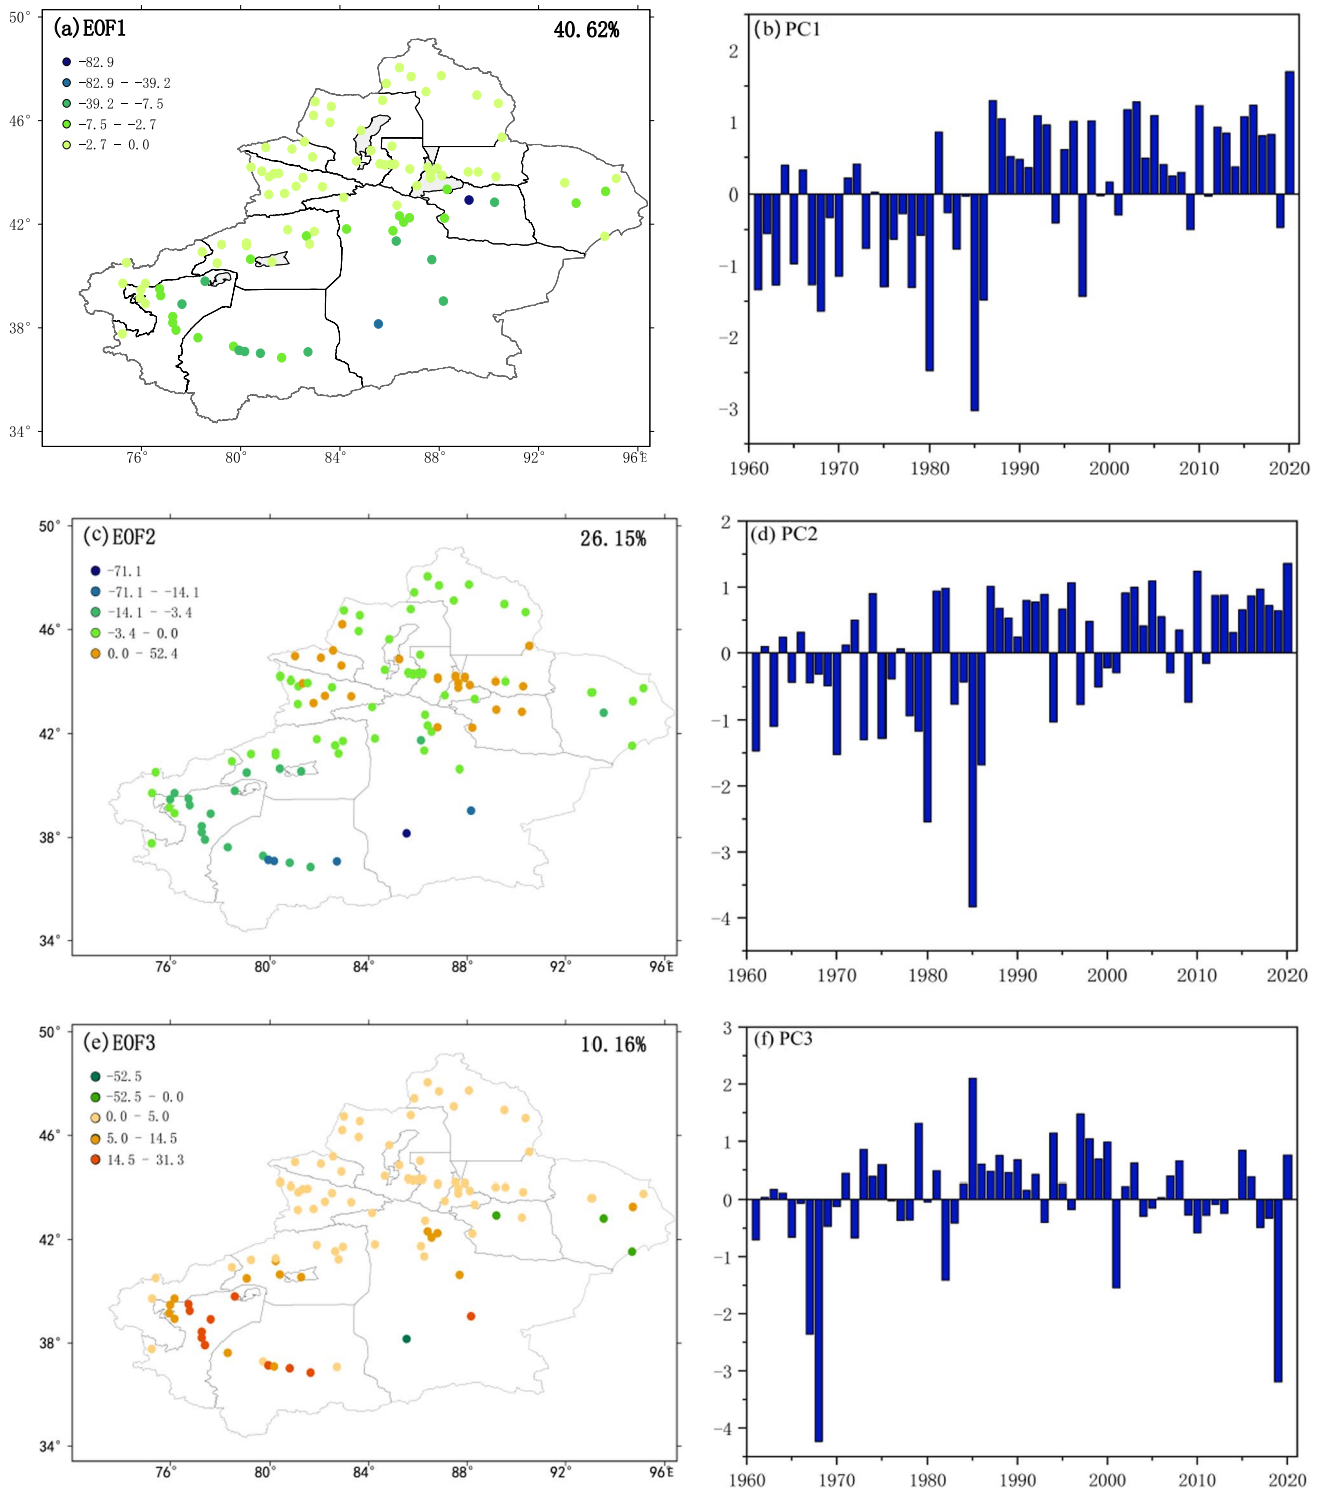 (a)EOF1 40.62%
−82.9
−82.9 − −39.2
−39.2 − −7.5
−7.5 − −2.7
−2.7 − 0.0
50°
46°
42°
38°
34°
76° 80° 84° 88° 92° 96°E
(b) PC1
2
1
0
−1
−2
−3
1960 1970 1980 1990 2000 2010 2020
(c)EOF2 26.15%
−71.1
−71.1 − −14.1
−14.1 − −3.4
−3.4 − 0.0
0.0 − 52.4
50°
46°
42°
38°
34°
76° 80° 84° 88° 92° 96°E
(d) PC2
2
1
0
−1
−2
−3
−4
1960 1970 1980 1990 2000 2010 2020
(e)EOF3 10.16%
−52.5
−52.5 − 0.0
0.0 − 5.0
5.0 − 14.5
14.5 − 31.3
50°
46°
42°
38°
34°
76° 80° 84° 88° 92° 96°E
(f) PC3
3
2
1
0
−1
−2
−3
−4
1960 1970 1980 1990 2000 2010 2020